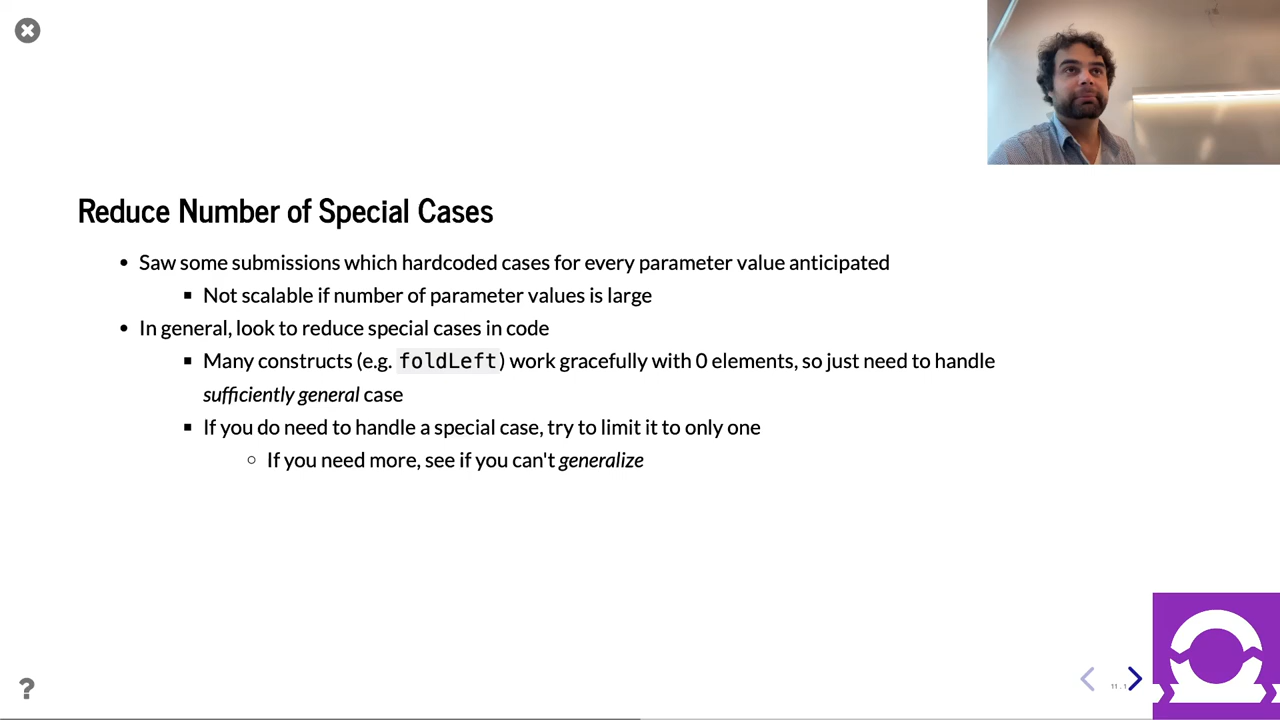 Reduce Number of Special Cases
Saw some submissions which hardcoded cases for every parameter value anticipated
Not scalable if number of parameter values is large
In general, look to reduce special cases in code
Many constructs (e.g. foldLeft) work gracefully with 0 elements, so just need to handle
sufficiently general case
If you do need to handle a special case, try to limit it to only one
If you need more, see if you can't generalize
?
11.1